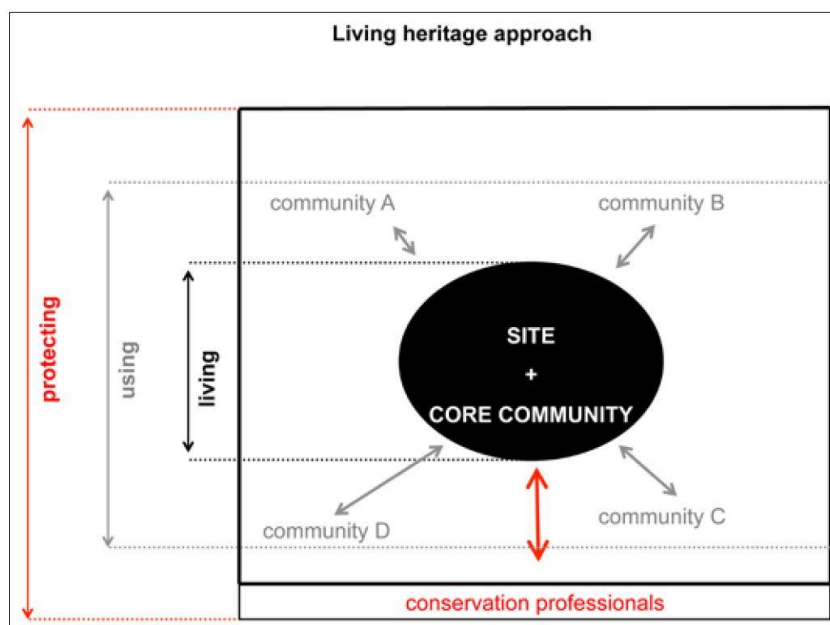 Living heritage approach
community A
community B
protecting
using
living
SITE
+
CORE COMMUNITY
community D
community C
conservation professionals